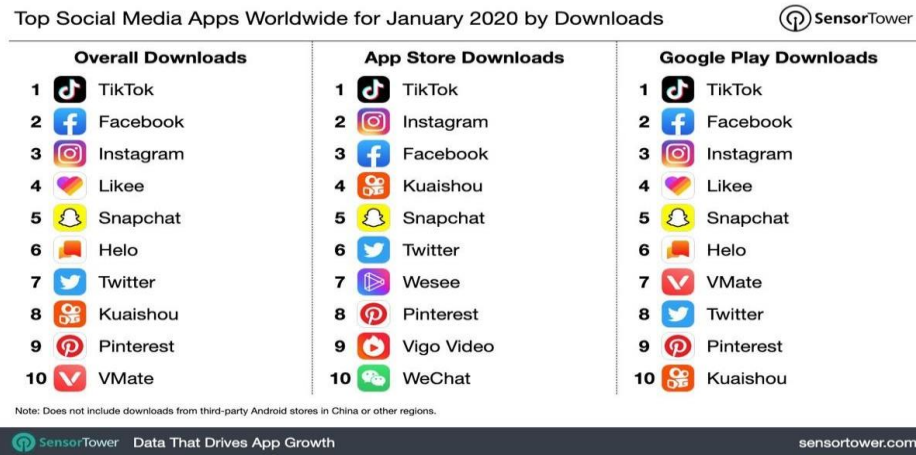 Top Social Media Apps Worldwide for January 2020 by Downloads
SensorTower
Overall Downloads
1 TikTok
2 Facebook
3 Instagram
4 Likee
5 Snapchat
6 Helo
7 Twitter
8 Kuaishou
9 Pinterest
10 VMate
App Store Downloads
1 TikTok
2 Instagram
3 Facebook
4 Kuaishou
5 Snapchat
6 Twitter
7 Wesee
8 Pinterest
9 Vigo Video
10 WeChat
Google Play Downloads
1 TikTok
2 Facebook
3 Instagram
4 Likee
5 Snapchat
6 Helo
7 VMate
8 Twitter
9 Pinterest
10 Kuaishou
Note: Does not include downloads from third-party Android stores in China or other regions.
SensorTower Data That Drives App Growth
sensortower.com